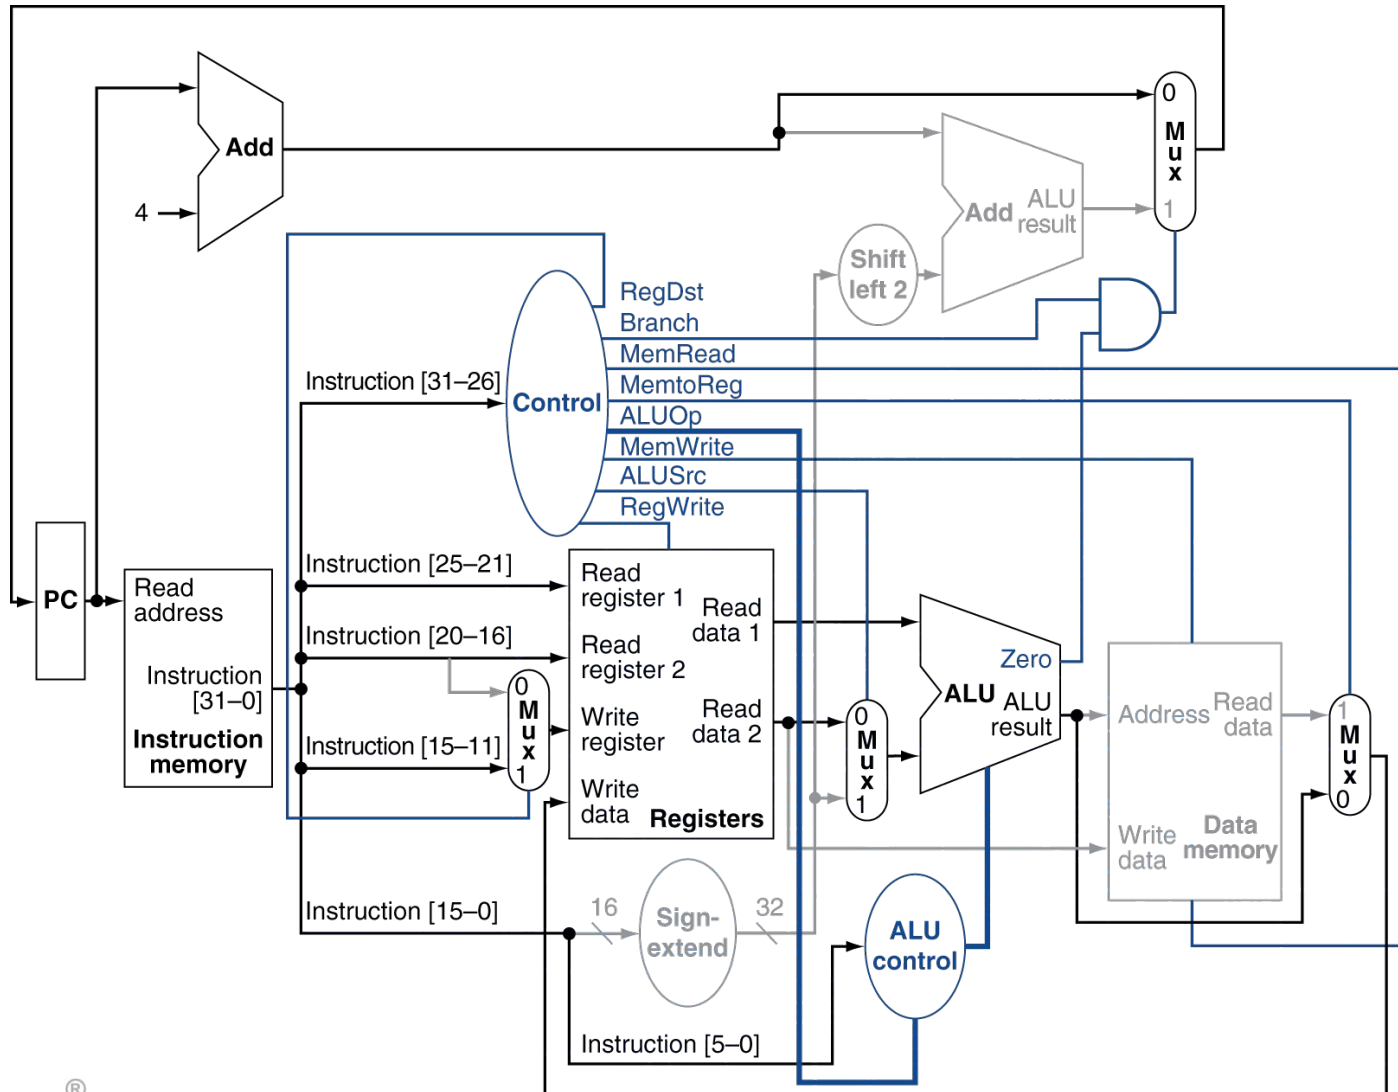 0
M
u
x
1
Add
4
Add
ALU
result
Shift
left 2
RegDst
Branch
MemRead
MemtoReg
ALUOp
MemWrite
ALUSrc
RegWrite
Control
Instruction [31–26]
Instruction [25–21]
Instruction [20–16]
Instruction [15–11]
Instruction [15–0]
Instruction [5–0]
PC
Read
address
Instruction
[31–0]
Instruction
memory
0
M
u
x
1
Read
register 1
Read
register 2
Write
register
Write
data
Read
data 1
Read
data 2
Registers
0
M
u
x
1
Zero
ALU
ALU
result
Address
Read
data
Write
data
Data
memory
1
M
u
x
0
16
Sign-
extend
32
ALU
control
®